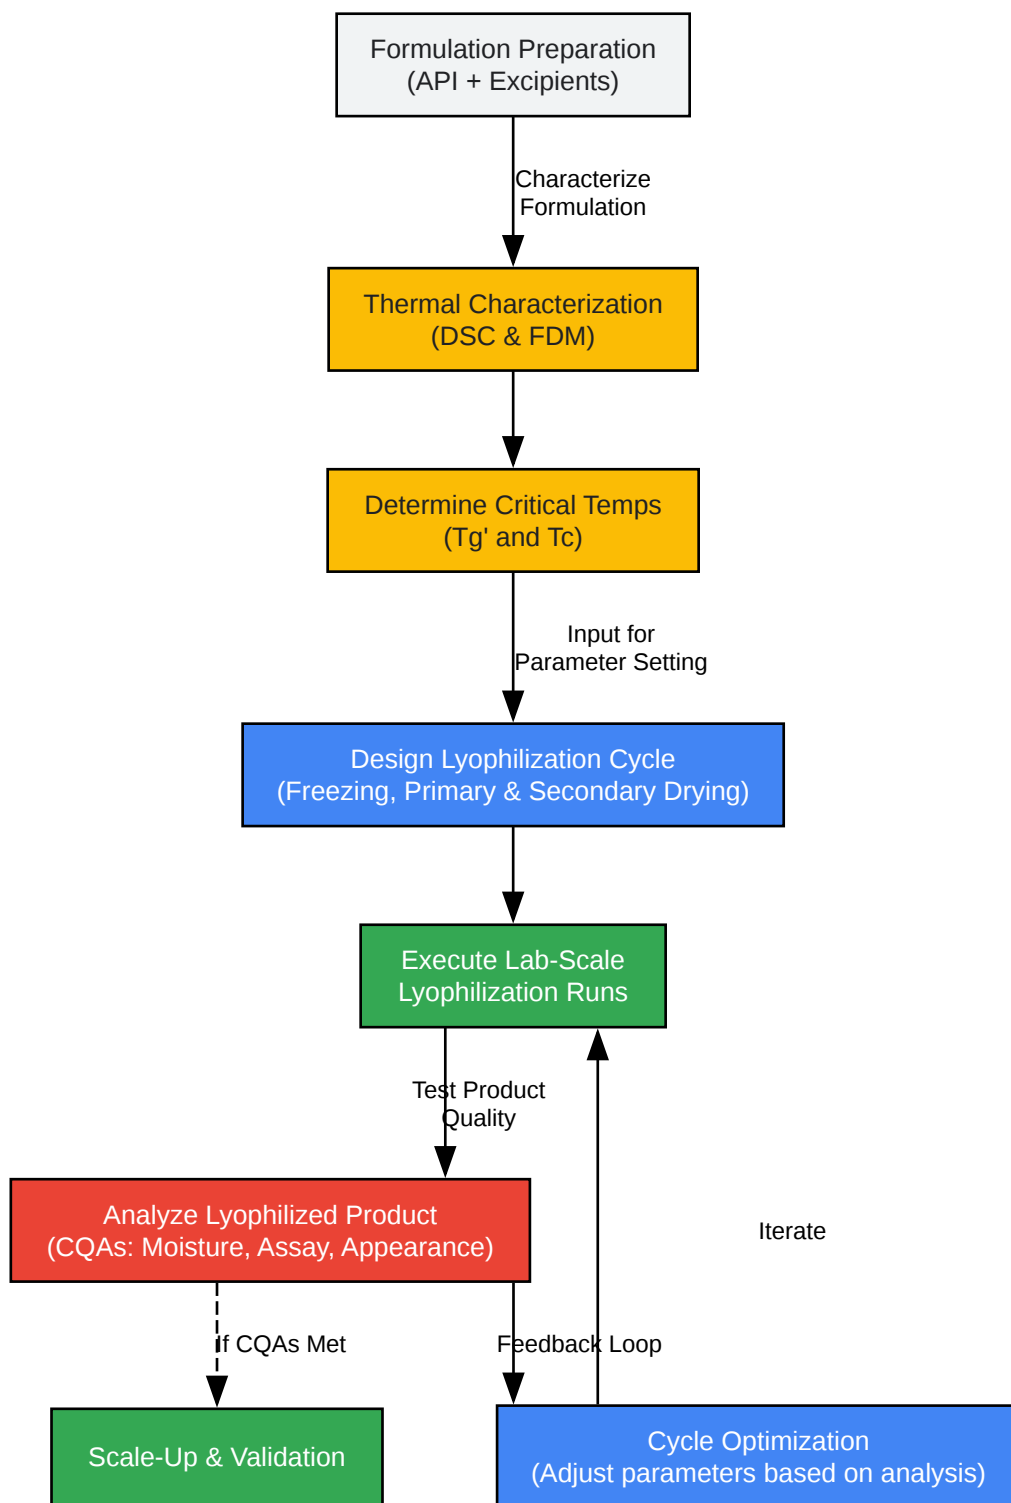 Formulation Preparation
(API + Excipients)
Characterize
Formulation
Thermal Characterization
(DSC & FDM)
Determine Critical Temps
(Tg' and Tc)
Input for
Parameter Setting
Design Lyophilization Cycle
(Freezing, Primary & Secondary Drying)
Execute Lab-Scale
Lyophilization Runs
Test Product
Quality
Analyze Lyophilized Product
(CQAs: Moisture, Assay, Appearance)
Iterate
If CQAs Met
Feedback Loop
Scale-Up & Validation
Cycle Optimization
(Adjust parameters based on analysis)